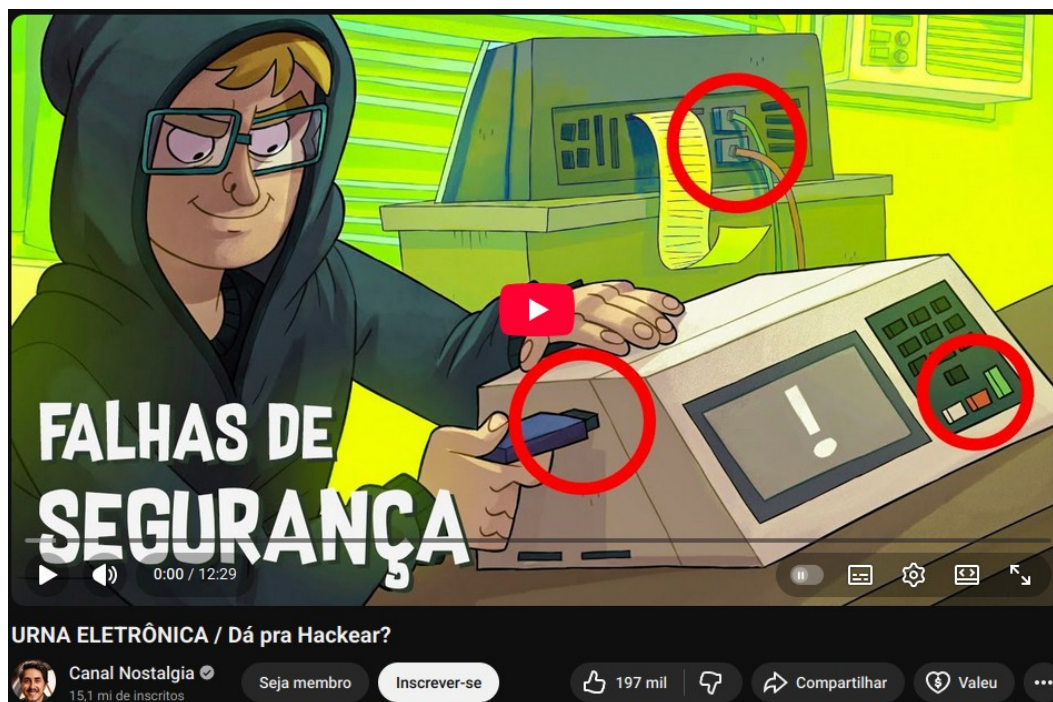 FALHAS DE
SEGURANÇA
!
0:00 / 12:29
URNA ELETRÔNICA / Dá pra Hackear?
Canal Nostalgia
15,1 mi de inscritos
Seja membro
Inscrever-se
197 mil
Compartilhar
Valeu